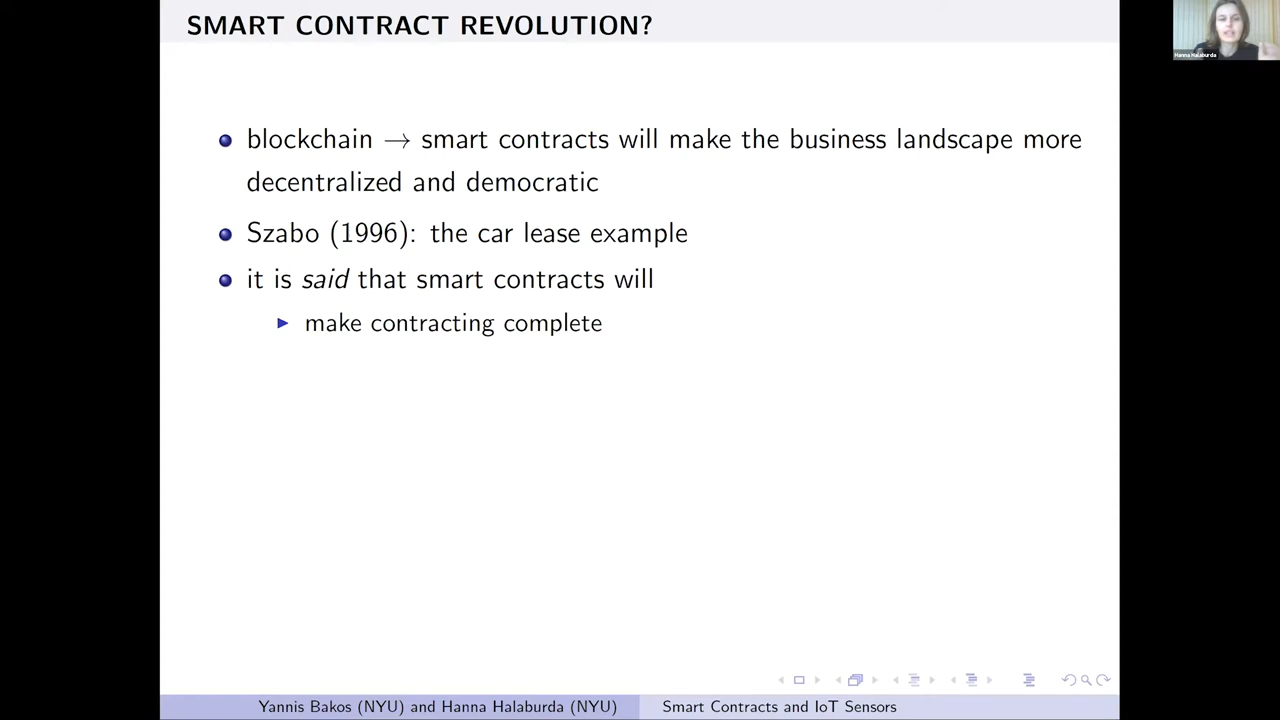 SMART CONTRACT REVOLUTION?
Hanna Halaburda
blockchain → smart contracts will make the business landscape more
decentralized and democratic
Szabo (1996): the car lease example
it is said that smart contracts will
make contracting complete
Yannis Bakos (NYU) and Hanna Halaburda (NYU)
Smart Contracts and IoT Sensors